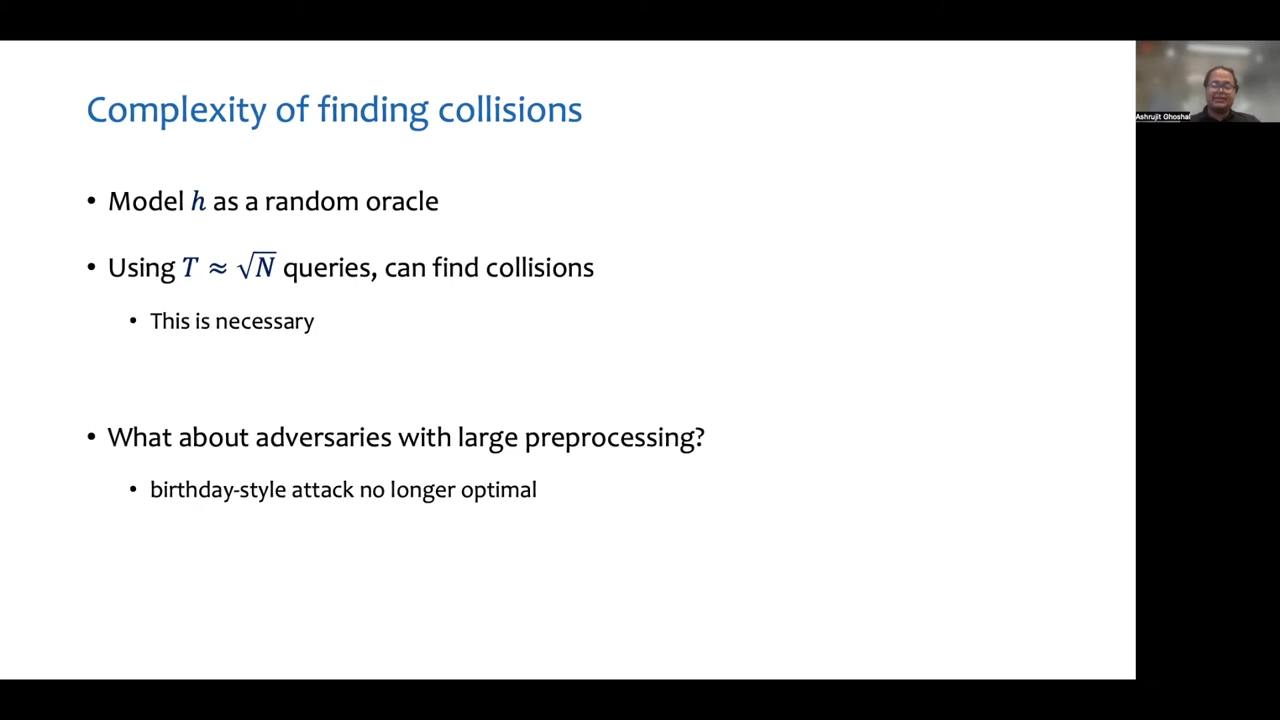 Complexity of finding collisions
Ashrujit Ghoshal
• Model h as a random oracle
• Using T ≈ √N queries, can find collisions
• This is necessary
• What about adversaries with large preprocessing?
• birthday-style attack no longer optimal